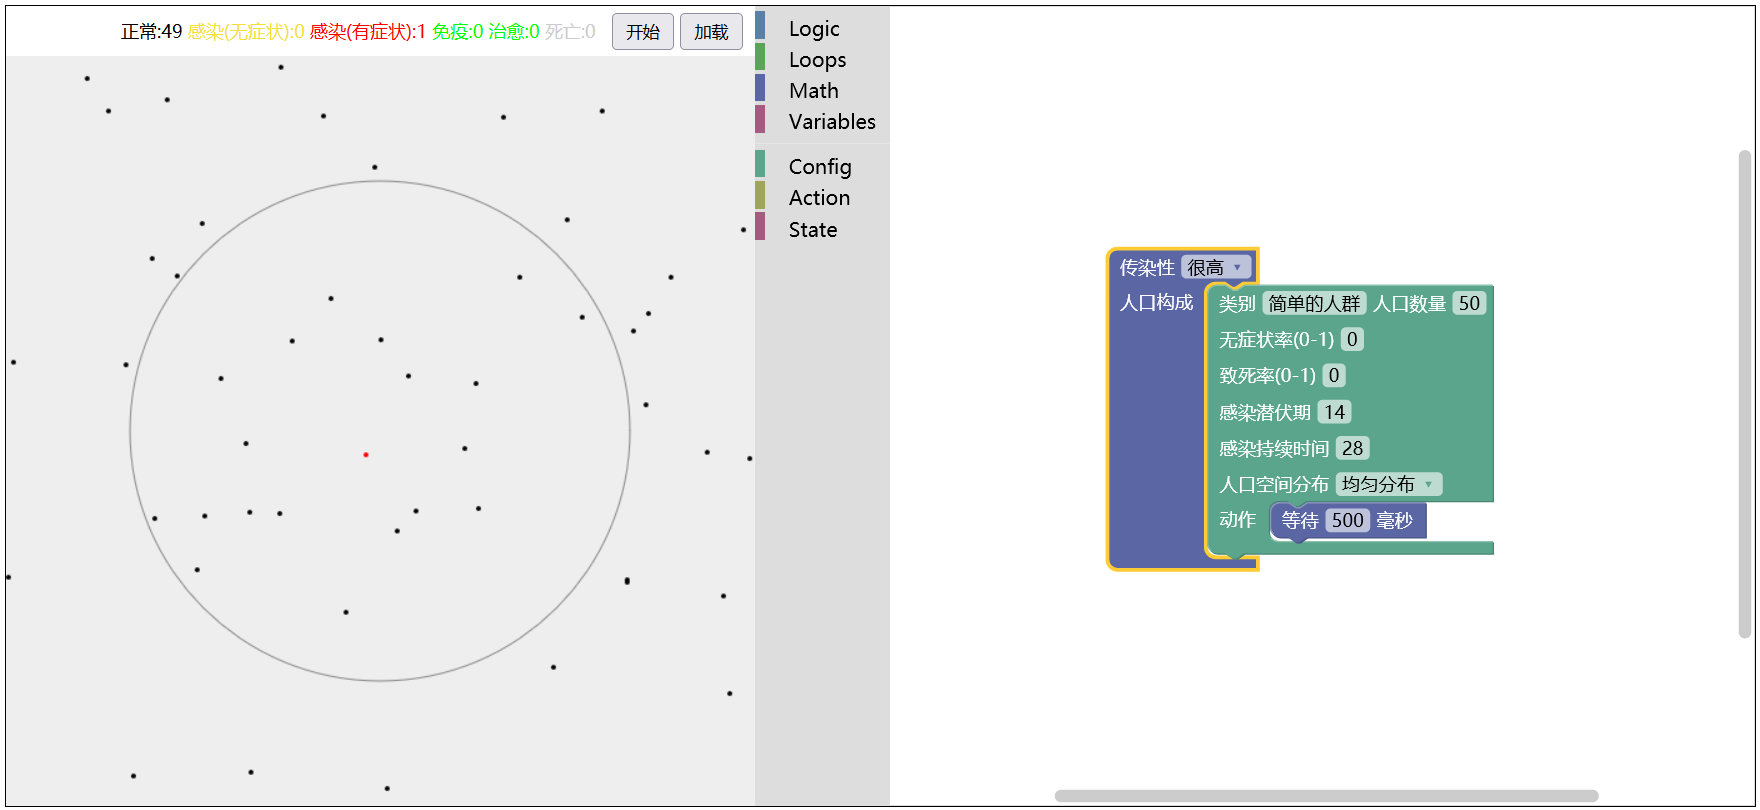 正常:49 感染(无症状):0 感染(有症状):1 免疫:0 治愈:0 死亡:0 开始 加载
Logic
Loops
Math
Variables
Config
Action
State
传染性 很高
人口构成 类别 简单的人群 人口数量 50
无症状率(0-1) 0
致死率(0-1) 0
感染潜伏期 14
感染持续时间 28
人口空间分布 均匀分布
动作 等待 500 毫秒